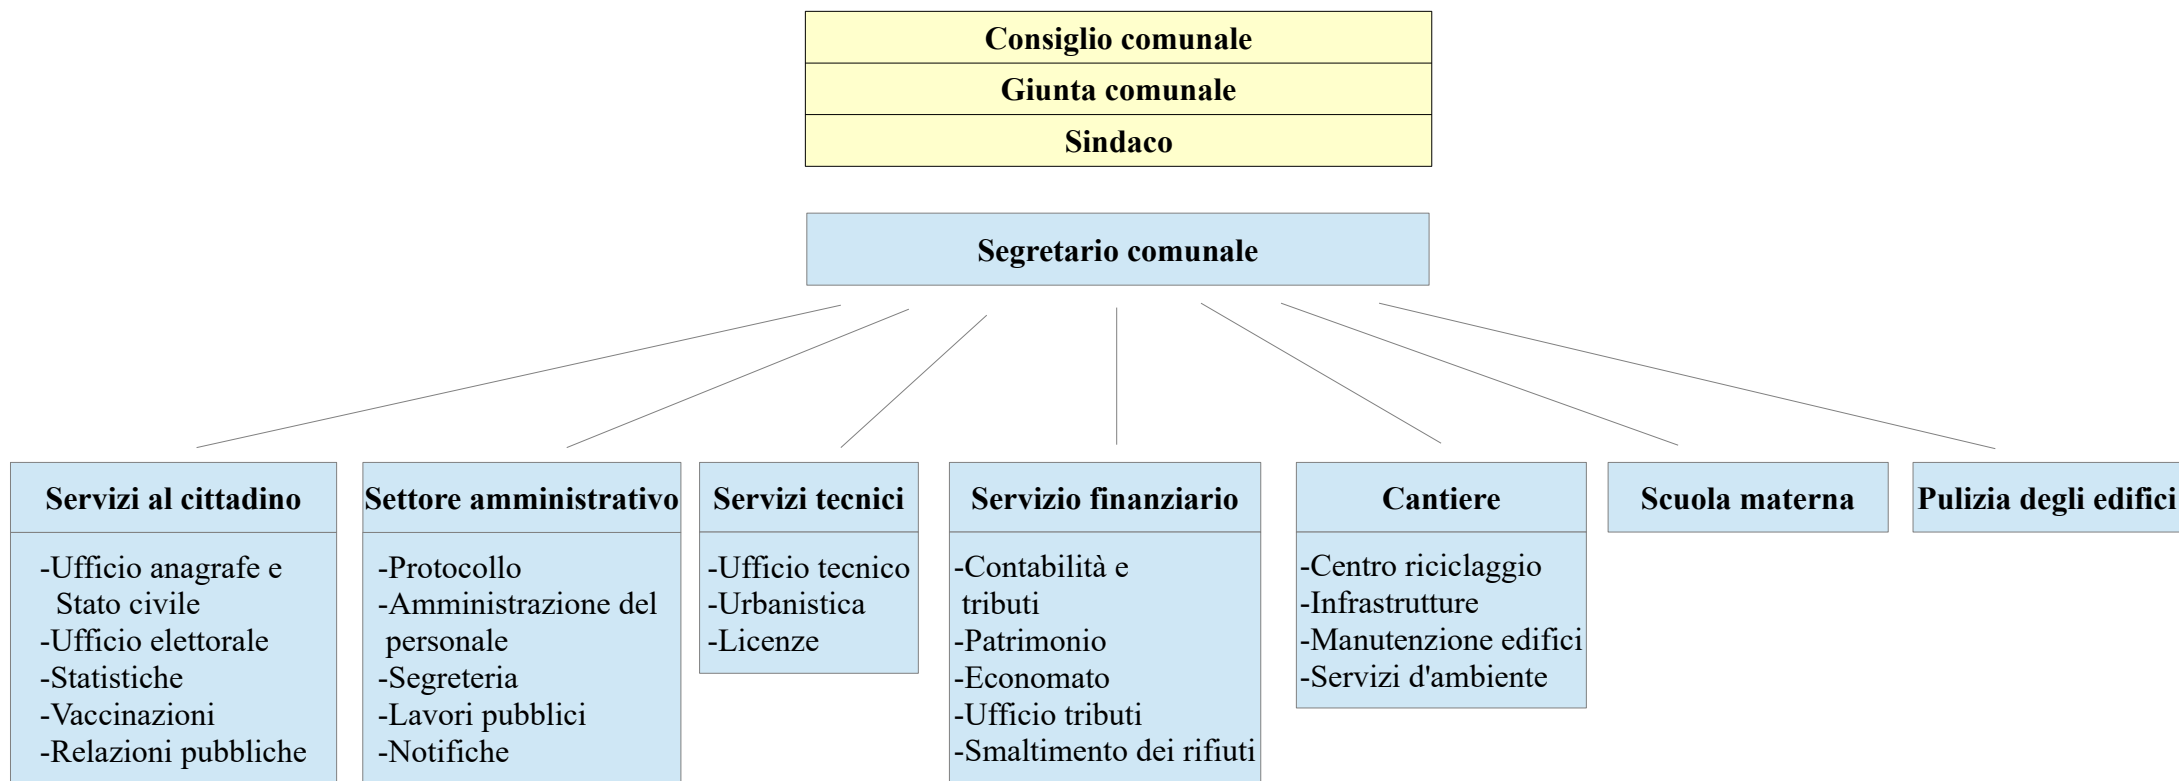 Consiglio comunale
Giunta comunale
Sindaco
Segretario comunale
Servizi al cittadino
-Ufficio anagrafe e
Stato civile
-Ufficio elettorale
-Statistiche
-Vaccinazioni
-Relazioni pubbliche
Settore amministrativo
-Protocollo
-Amministrazione del
personale
-Segreteria
-Lavori pubblici
-Notifiche
Servizi tecnici
-Ufficio tecnico
-Urbanistica
-Licenze
Servizio finanziario
-Contabilità e
tributi
-Patrimonio
-Economato
-Ufficio tributi
-Smaltimento dei rifiuti
Cantiere
-Centro riciclaggio
-Infrastrutture
-Manutenzione edifici
-Servizi d'ambiente
Scuola materna
Pulizia degli edifici